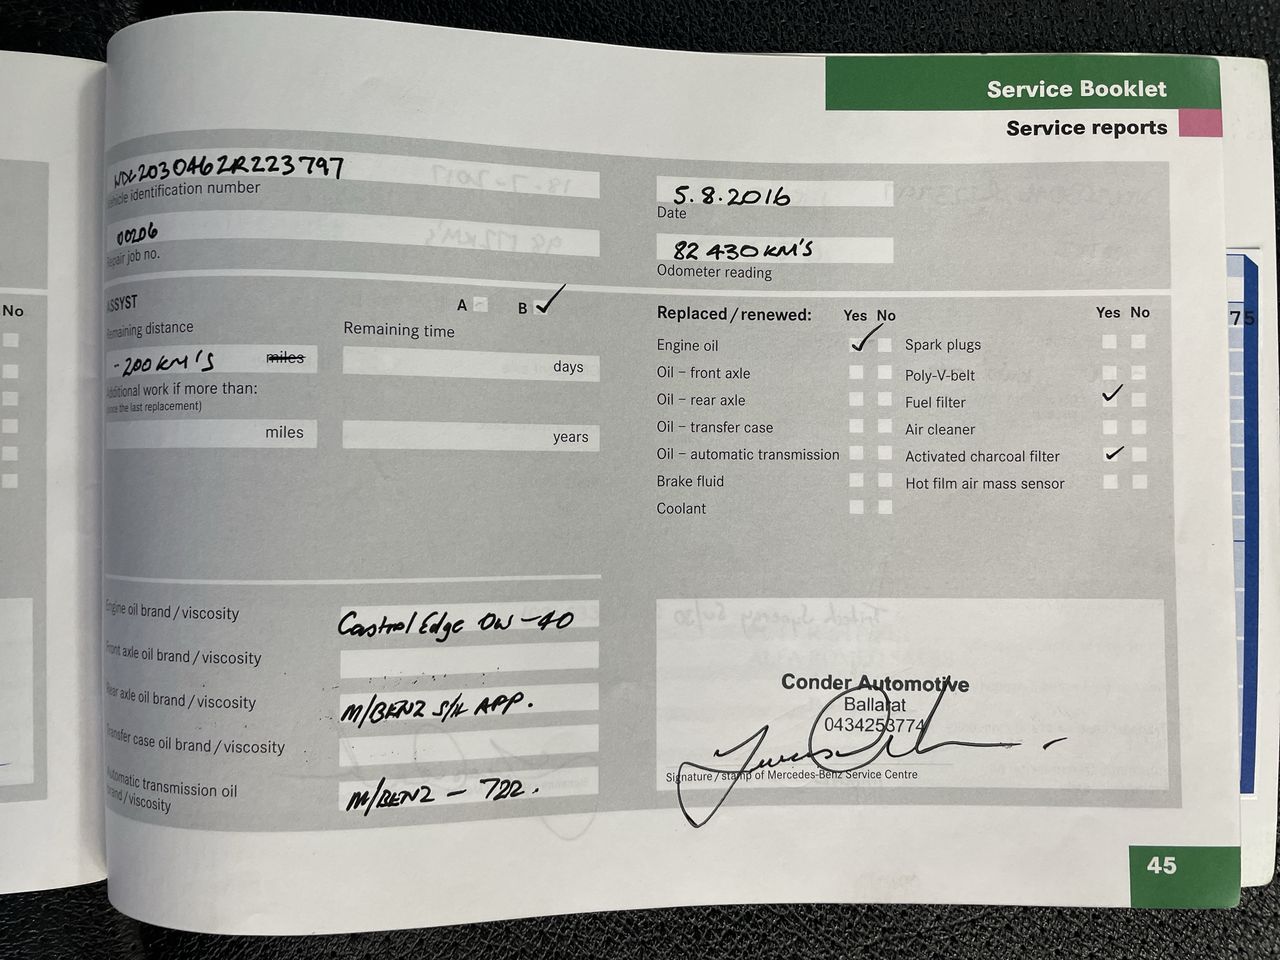 Service Booklet
Service reports
WDC2030462R223797
Vehicle identification number
5.8.2016
Date
00206
Repair job no.
82 430 KM'S
Odometer reading
No
ASSYST
A
B ✓
Remaining distance
Remaining time
-200 KM'S miles
days
Additional work if more than:
(since the last replacement)
miles
years
Replaced / renewed: Yes No
Engine oil ✓
Oil – front axle
Oil – rear axle
Oil – transfer case
Oil – automatic transmission
Brake fluid
Coolant
Yes No
Spark plugs
Poly-V-belt
Fuel filter ✓
Air cleaner
Activated charcoal filter ✓
Hot film air mass sensor
75
Engine oil brand / viscosity
Castrol Edge 0W-40
Front axle oil brand / viscosity
Rear axle oil brand / viscosity
M/BENZ S/H APP.
Transfer case oil brand / viscosity
Automatic transmission oil
brand / viscosity
M/BENZ – 722.
Conder Automotive
Ballarat
0434253774
Signature / stamp of Mercedes-Benz Service Centre
45